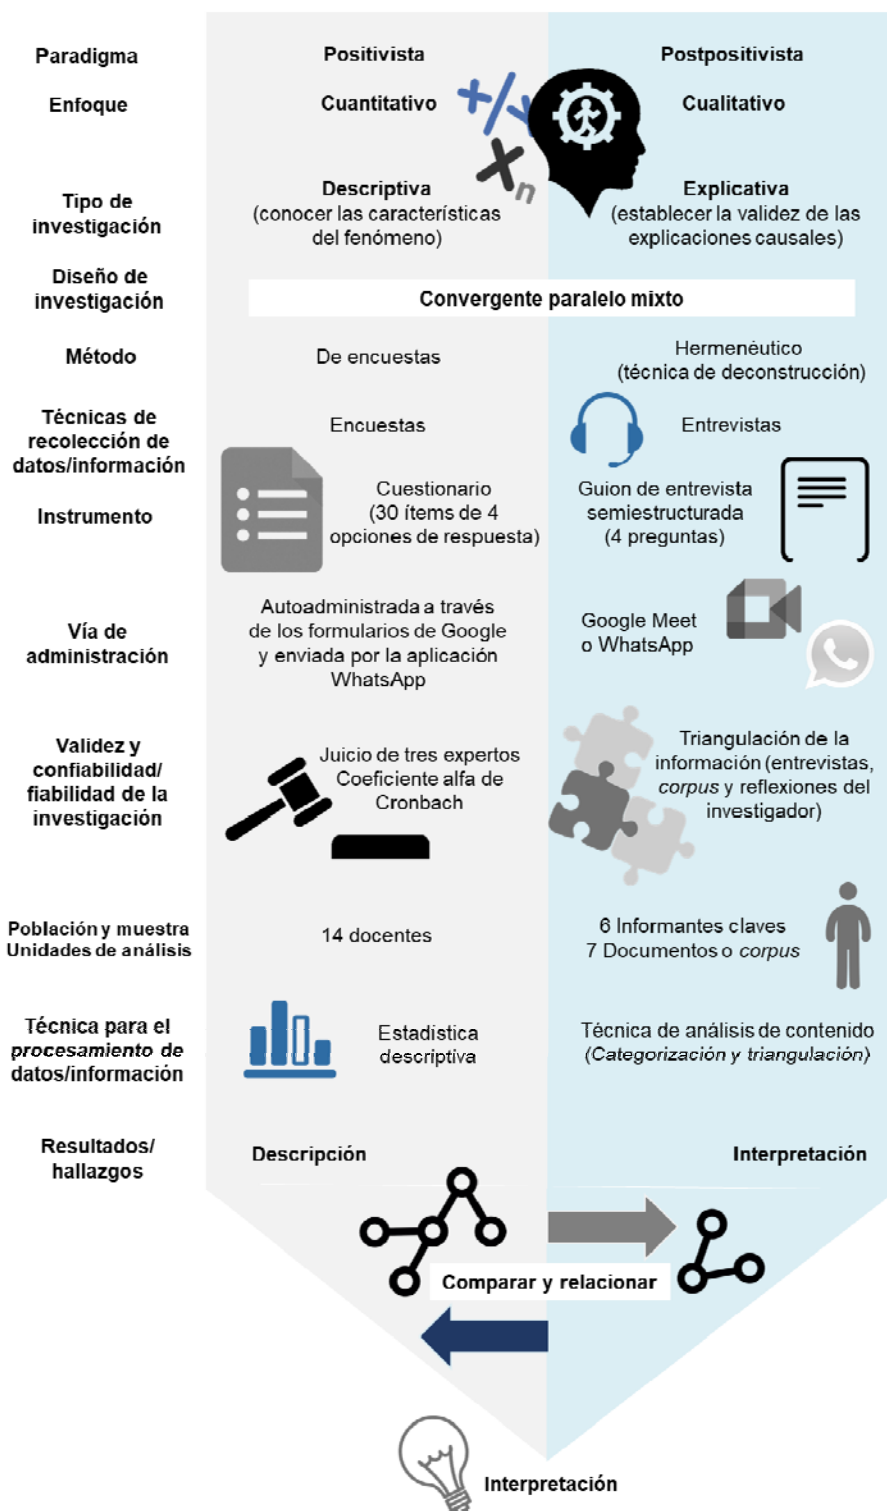 Paradigma
Positivista
Postpositivista
Enfoque
Cuantitativo
Cualitativo
+/
X n
Tipo de
investigación
Descriptiva
(conocer las características
del fenómeno)
Explicativa
(establecer la validez de las
explicaciones causales)
Diseño de
investigación
Convergente paralelo mixto
Método
De encuestas
Hermenéutico
(técnica de deconstrucción)
Técnicas de
recolección de
datos/información
Encuestas
Entrevistas
Instrumento
Cuestionario
(30 ítems de 4
opciones de respuesta)
Guion de entrevista
semiestructurada
(4 preguntas)
Vía de
administración
Autoadministrada a través
de los formularios de Google
y enviada por la aplicación
WhatsApp
Google Meet
o WhatsApp
Validez y
confiabilidad/
fiabilidad de la
investigación
Juicio de tres expertos
Coeficiente alfa de
Cronbach
Triangulación de la
información (entrevistas,
corpus y reflexiones del
investigador)
Población y muestra
Unidades de análisis
14 docentes
6 Informantes claves
7 Documentos o corpus
Técnica para el
procesamiento de
datos/información
Estadística
descriptiva
Técnica de análisis de contenido
(Categorización y triangulación)
Resultados/
hallazgos
Descripción
Interpretación
Comparar y relacionar
Interpretación